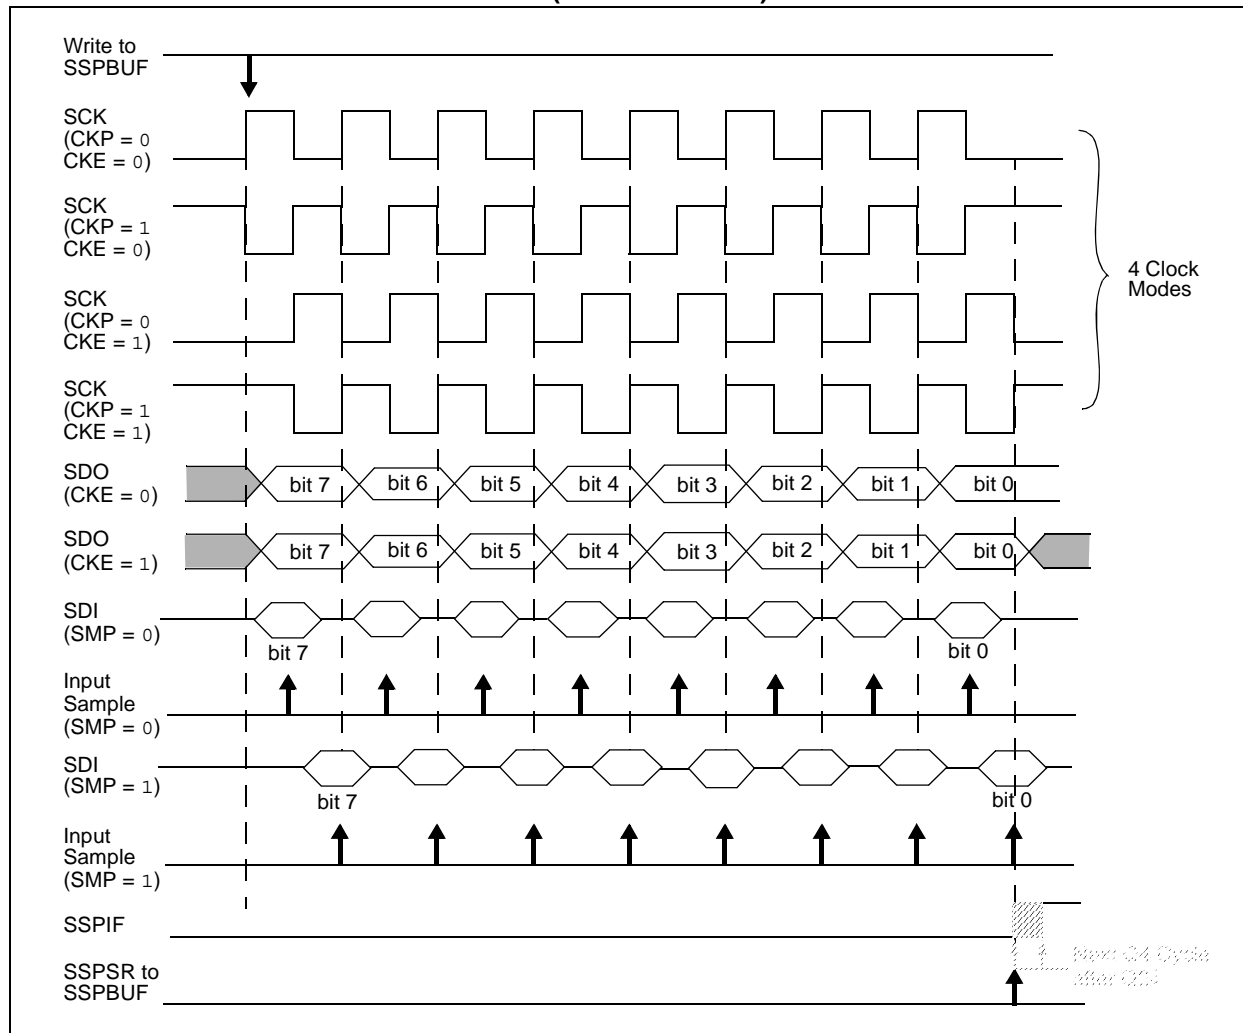 Write to
SSPBUF
SCK
(CKP = 0
CKE = 0)
SCK
(CKP = 1
CKE = 0)
4 Clock
Modes
SCK
(CKP = 0
CKE = 1)
SCK
(CKP = 1
CKE = 1)
SDO
(CKE = 0)
bit 7 bit 6 bit 5 bit 4 bit 3 bit 2 bit 1 bit 0
SDO
(CKE = 1)
bit 7 bit 6 bit 5 bit 4 bit 3 bit 2 bit 1 bit 0
SDI
(SMP = 0)
bit 7 bit 0
Input
Sample
(SMP = 0)
SDI
(SMP = 1)
bit 7 bit 0
Input
Sample
(SMP = 1)
SSPIF
Next Q4 Cycle
after
SSPSR to
SSPBUF